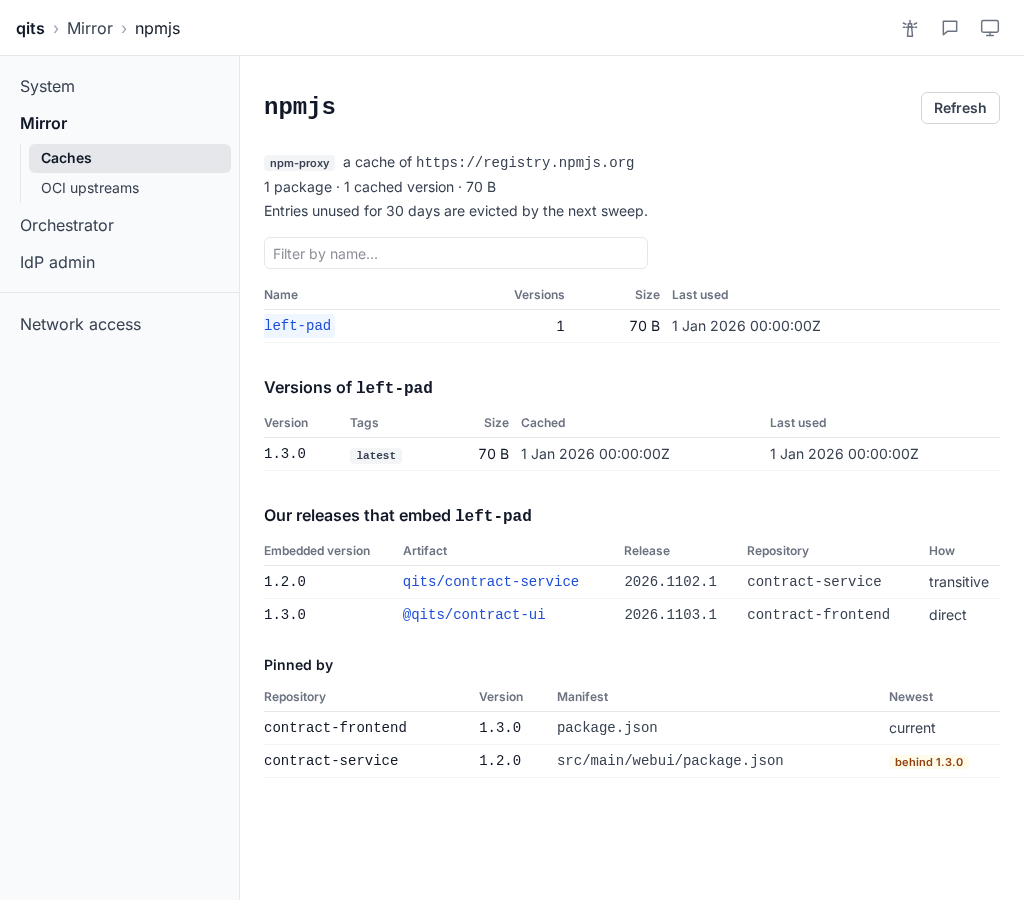 qits › Mirror › npmjs
System
Mirror
Caches
OCI upstreams
Orchestrator
IdP admin
Network access
npmjs
Refresh
npm-proxy a cache of https://registry.npmjs.org
1 package · 1 cached version · 70 B
Entries unused for 30 days are evicted by the next sweep.
Filter by name...
Name Versions Size Last used
left-pad 1 70 B 1 Jan 2026 00:00:00Z
Versions of left-pad
Version Tags Size Cached Last used
1.3.0 latest 70 B 1 Jan 2026 00:00:00Z 1 Jan 2026 00:00:00Z
Our releases that embed left-pad
Embedded version Artifact Release Repository How
1.2.0 qits/contract-service 2026.1102.1 contract-service transitive
1.3.0 @qits/contract-ui 2026.1103.1 contract-frontend direct
Pinned by
Repository Version Manifest Newest
contract-frontend 1.3.0 package.json current
contract-service 1.2.0 src/main/webui/package.json behind 1.3.0